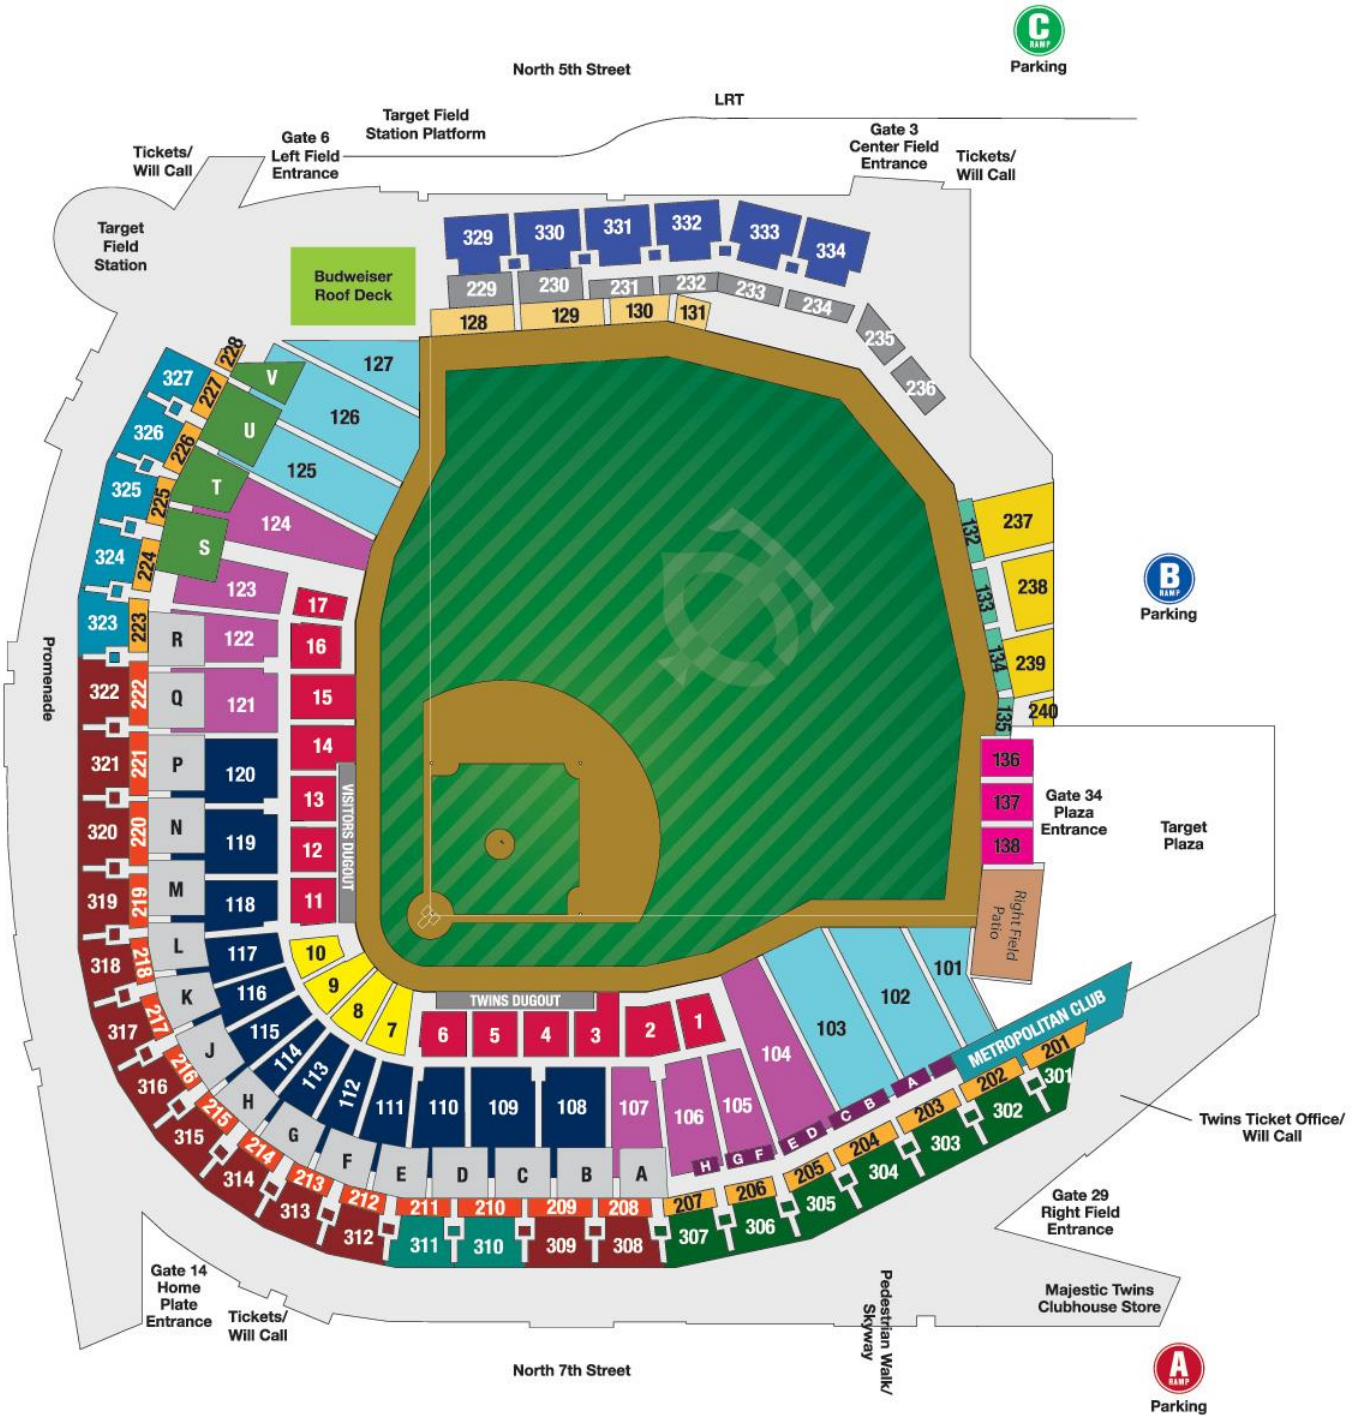 C
RAMP
Parking
North 5th Street
LRT
Target Field
Station Platform
Gate 6
Left Field
Entrance
Gate 3
Center Field
Entrance
Tickets/
Will Call
Tickets/
Will Call
Target
Field
Station
Budweiser
Roof Deck
329
330
331
332
333
334
229
230
231
232
233
234
235
236
128
129
130
131
327
326
325
324
323
228
227
226
225
224
223
V
U
T
S
127
126
125
124
123
122
121
R
Q
P
N
M
L
K
J
H
G
F
E
D
C
B
A
17
16
15
14
13
12
11
10
9
8
7
6
5
4
3
2
1
VISITORS DUGOUT
TWINS DUGOUT
132
133
134
135
237
238
239
240
B
RAMP
Parking
136
137
138
Gate 34
Plaza
Entrance
Target
Plaza
Right Field
Patio
Promenade
322
321
320
319
318
317
316
315
314
313
312
311
310
309
308
307
306
305
304
303
302
301
222
221
220
219
218
217
216
215
214
213
212
211
210
209
208
207
206
205
204
203
202
201
120
119
118
117
116
115
114
113
112
111
110
109
108
107
106
105
104
103
102
101
METROPOLITAN CLUB
A
B
C
D
E
F
G
H
Twins Ticket Office/
Will Call
Gate 29
Right Field
Entrance
Majestic Twins
Clubhouse Store
Gate 14
Home
Plate
Entrance
Tickets/
Will Call
Pedestrian Walk/
Skyway
North 7th Street
A
RAMP
Parking